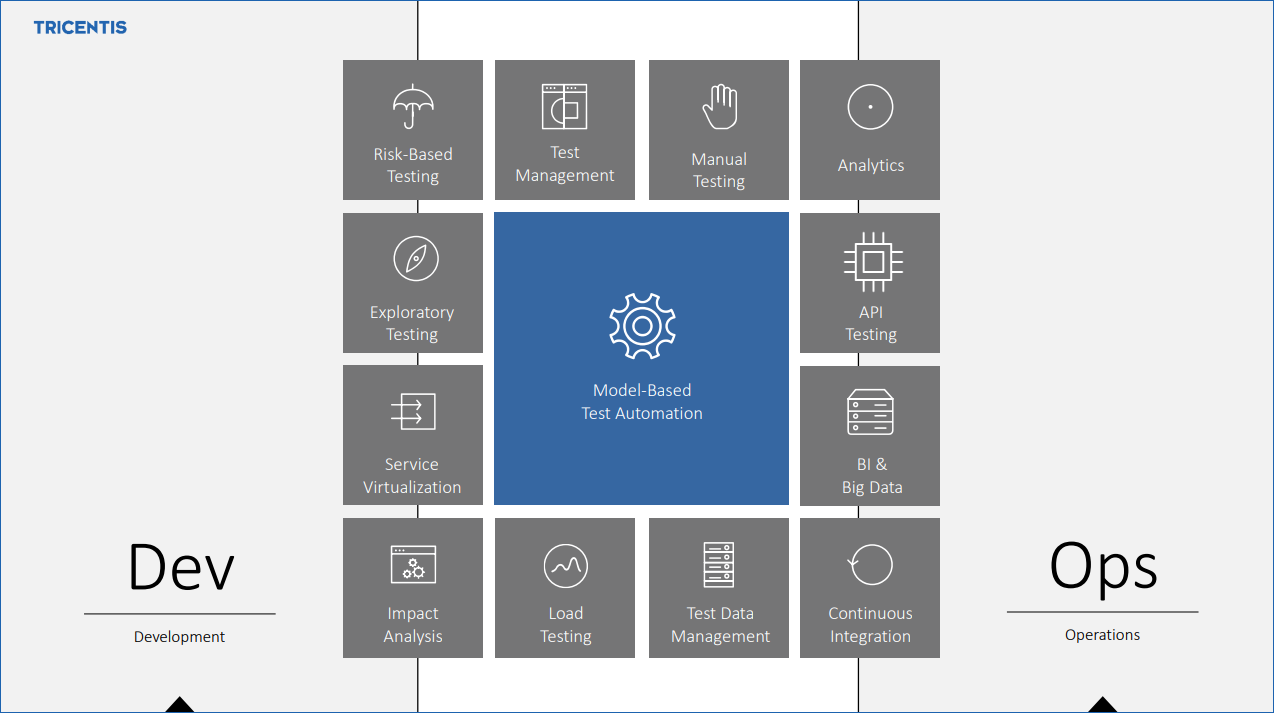 TRICENTIS
Risk-Based
Testing
Test
Management
Manual
Testing
Analytics
Exploratory
Testing
Model-Based
Test Automation
API
Testing
Service
Virtualization
BI &
Big Data
Impact
Analysis
Load
Testing
Test Data
Management
Continuous
Integration
Dev
Development
Ops
Operations